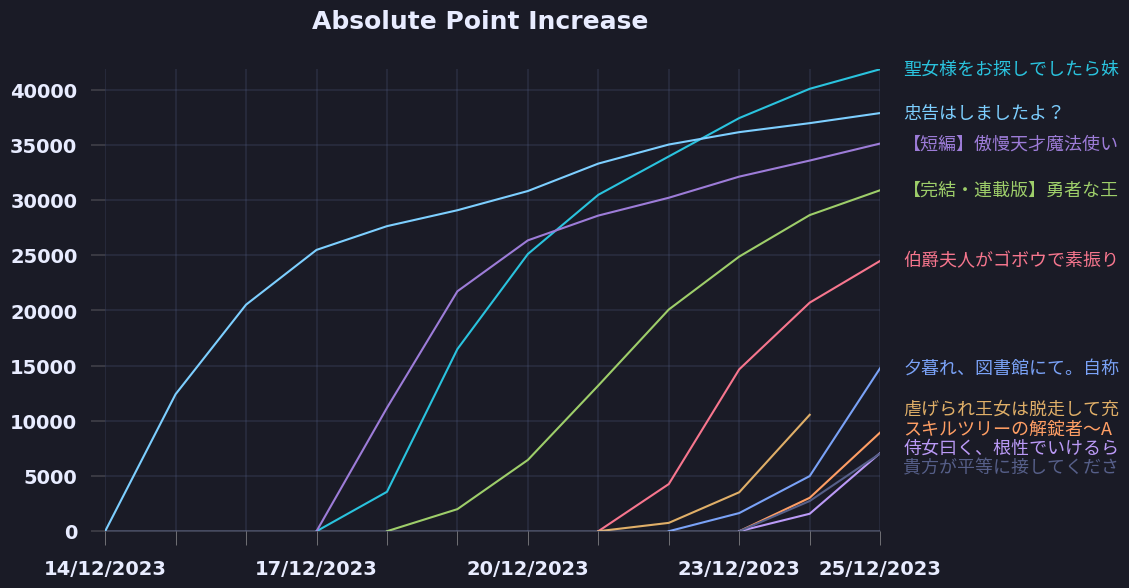 Absolute Point Increase
40000
35000
30000
25000
20000
15000
10000
5000
0
14/12/2023
17/12/2023
20/12/2023
23/12/2023
25/12/2023
聖女様をお探しでしたら妹
忠告はしましたよ？
【短編】傲慢天才魔法使い
【完結・連載版】勇者な王
伯爵夫人がゴボウで素振り
夕暮れ、図書館にて。自称
虐げられ王女は脱走して充
スキルツリーの解錠者～A
侍女曰く、根性でいけるら
貴方が平等に接してくださ